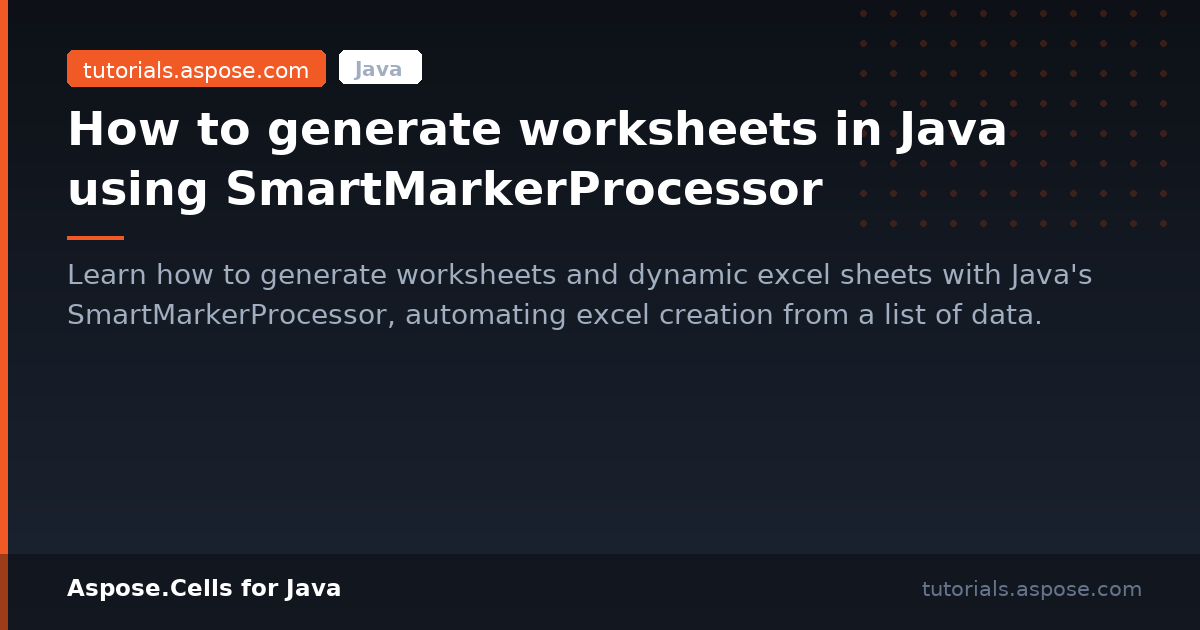 tutorials.aspose.com
Java
How to generate worksheets in Java
using SmartMarkerProcessor
Learn how to generate worksheets and dynamic excel sheets with Java's
SmartMarkerProcessor, automating excel creation from a list of data.
Aspose.Cells for Java
tutorials.aspose.com